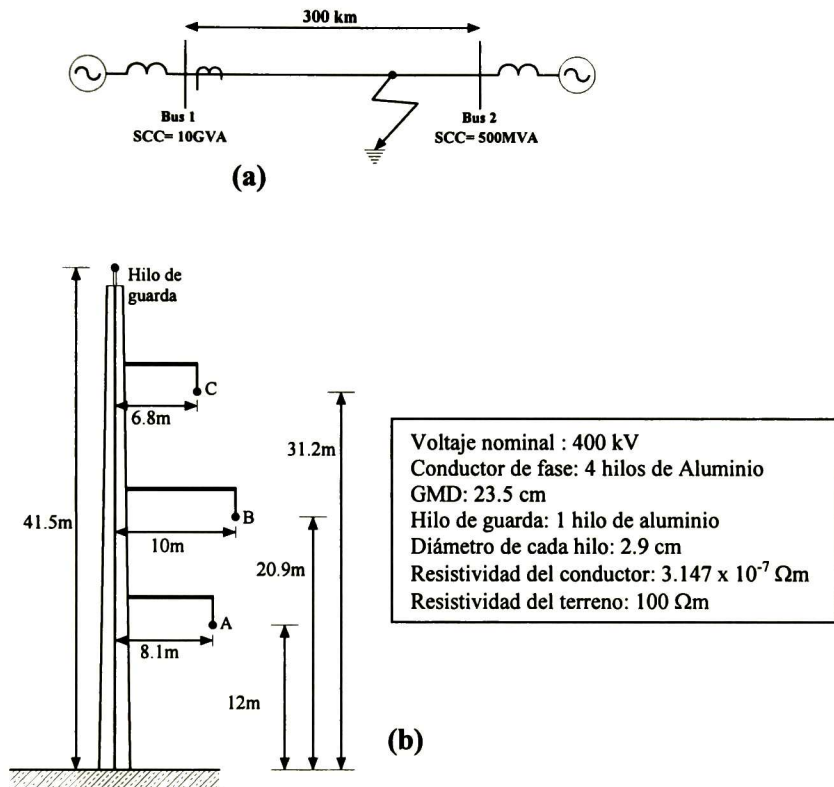 300 km
Bus 1
SCC= 10GVA
Bus 2
SCC= 500MVA
(a)
Hilo de
guarda
C
6.8m
31.2m
41.5m
B
10m
20.9m
A
8.1m
12m
(b)
Voltaje nominal : 400 kV
Conductor de fase: 4 hilos de Aluminio
GMD: 23.5 cm
Hilo de guarda: 1 hilo de aluminio
Diámetro de cada hilo: 2.9 cm
Resistividad del conductor: 3.147 x 10⁻⁷ Ωm
Resistividad del terreno: 100 Ωm